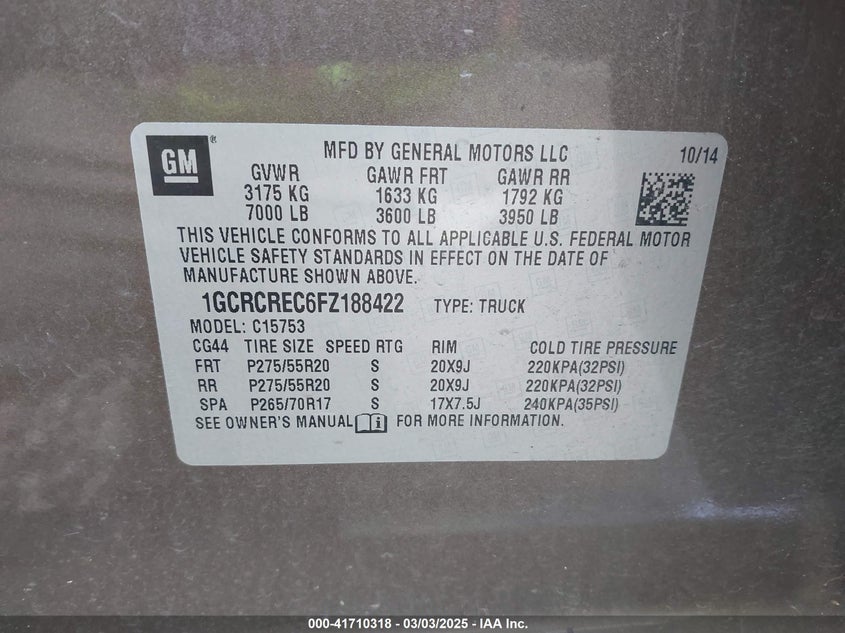 GM ®
MFD BY GENERAL MOTORS LLC 10/14
GVWR GAWR FRT GAWR RR
3175 KG 1633 KG 1792 KG
7000 LB 3600 LB 3950 LB
THIS VEHICLE CONFORMS TO ALL APPLICABLE U.S. FEDERAL MOTOR
VEHICLE SAFETY STANDARDS IN EFFECT ON THE DATE OF
MANUFACTURE SHOWN ABOVE.
1GCRCREC6FZ188422 TYPE: TRUCK
MODEL: C15753
CG44 TIRE SIZE SPEED RTG RIM COLD TIRE PRESSURE
FRT P275/55R20 S 20X9J 220KPA(32PSI)
RR P275/55R20 S 20X9J 220KPA(32PSI)
SPA P265/70R17 S 17X7.5J 240KPA(35PSI)
SEE OWNER'S MANUAL FOR MORE INFORMATION.
000-41710318 - 03/03/2025 - IAA Inc.